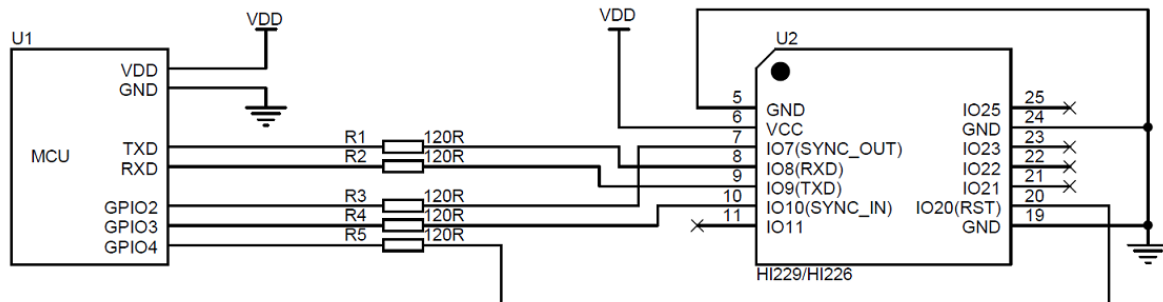 U1
VDD
VDD
U2
VDD
GND
MCU
TXD
RXD
GPIO2
GPIO3
GPIO4
R1 120R
R2 120R
R3 120R
R4 120R
R5 120R
5 GND
6 VCC
7 IO7(SYNC_OUT)
8 IO8(RXD)
9 IO9(TXD)
10 IO10(SYNC_IN)
11 IO11
IO25 25
GND 24
IO23 23
IO22 22
IO21 21
IO20(RST) 20
GND 19
HI229/HI226